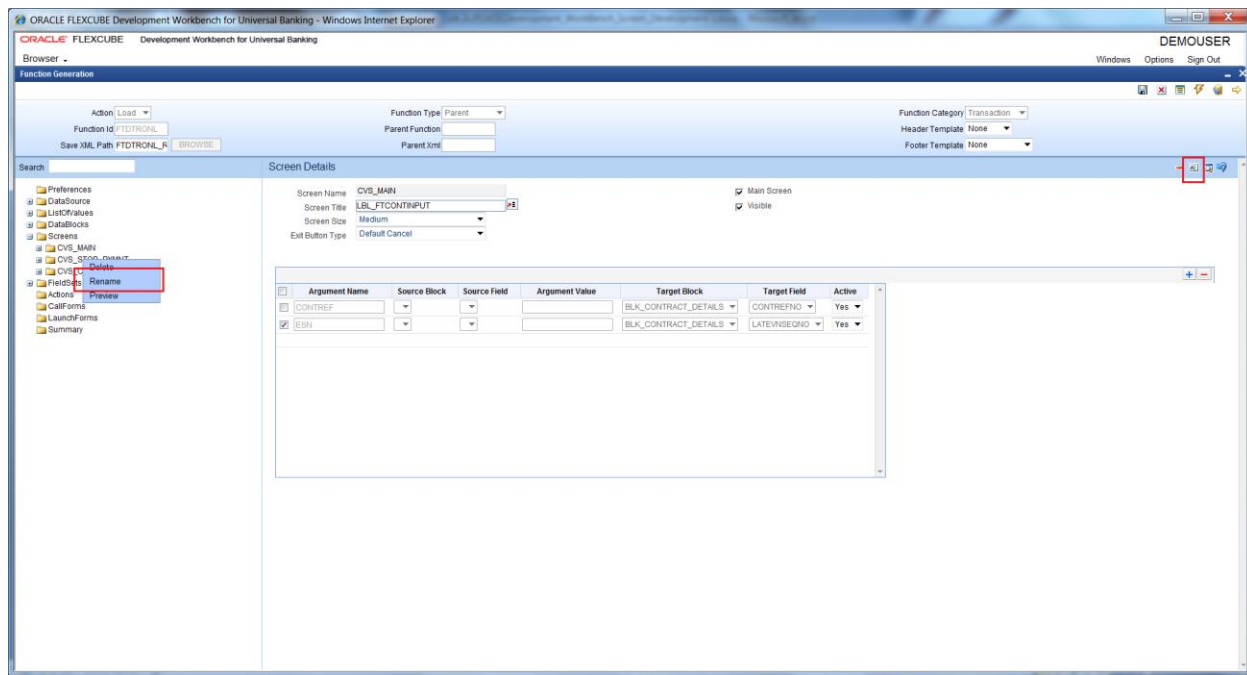 ORACLE FLEXCUBE Development Workbench for Universal Banking - Windows Internet Explorer
ORACLE FLEXCUBE Development Workbench for Universal Banking
DEMOUSER
Browser
Windows Options Sign Out
Function Generation
Action Load
Function Type Parent
Function Category Transaction
Function Id FTDTRONL
Parent Function
Header Template None
Save XML Path FTDTRONL_R BROWSE
Parent Xml
Footer Template None
Search
Screen Details
Preferences
DataSource
ListOfValues
DataBlocks
Screens
CVS_MAIN
CVS_STOP_PYMNT
CVS_C
FieldSets
Actions
CallForms
LaunchForms
Summary
Delete
Rename
Preview
Screen Name CVS_MAIN
Main Screen
Screen Title LBL_FTCONTINPUT
Visible
Screen Size Medium
Exit Button Type Default Cancel
Argument Name Source Block Source Field Argument Value Target Block Target Field Active
CONTREF BLK_CONTRACT_DETAILS CONTREFNO Yes
ESN BLK_CONTRACT_DETAILS LATEVNSEQNO Yes